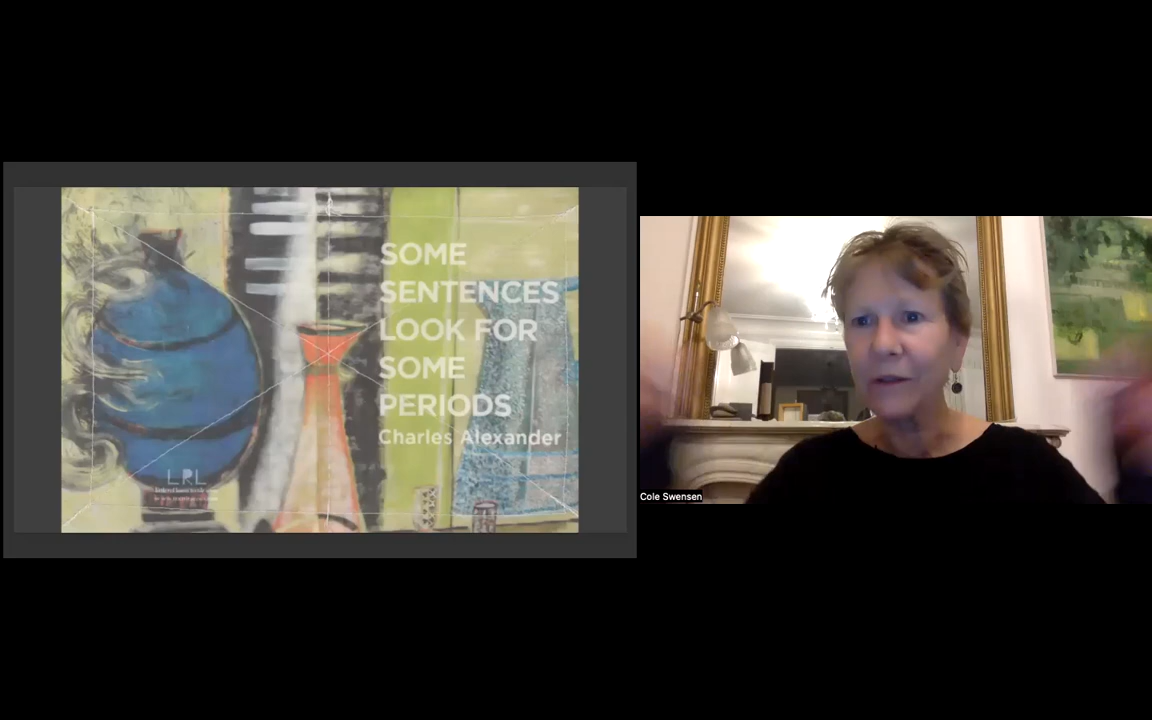 SOME
SENTENCES
LOOK FOR
SOME
PERIODS
Charles Alexander
LRL
Cole Swensen